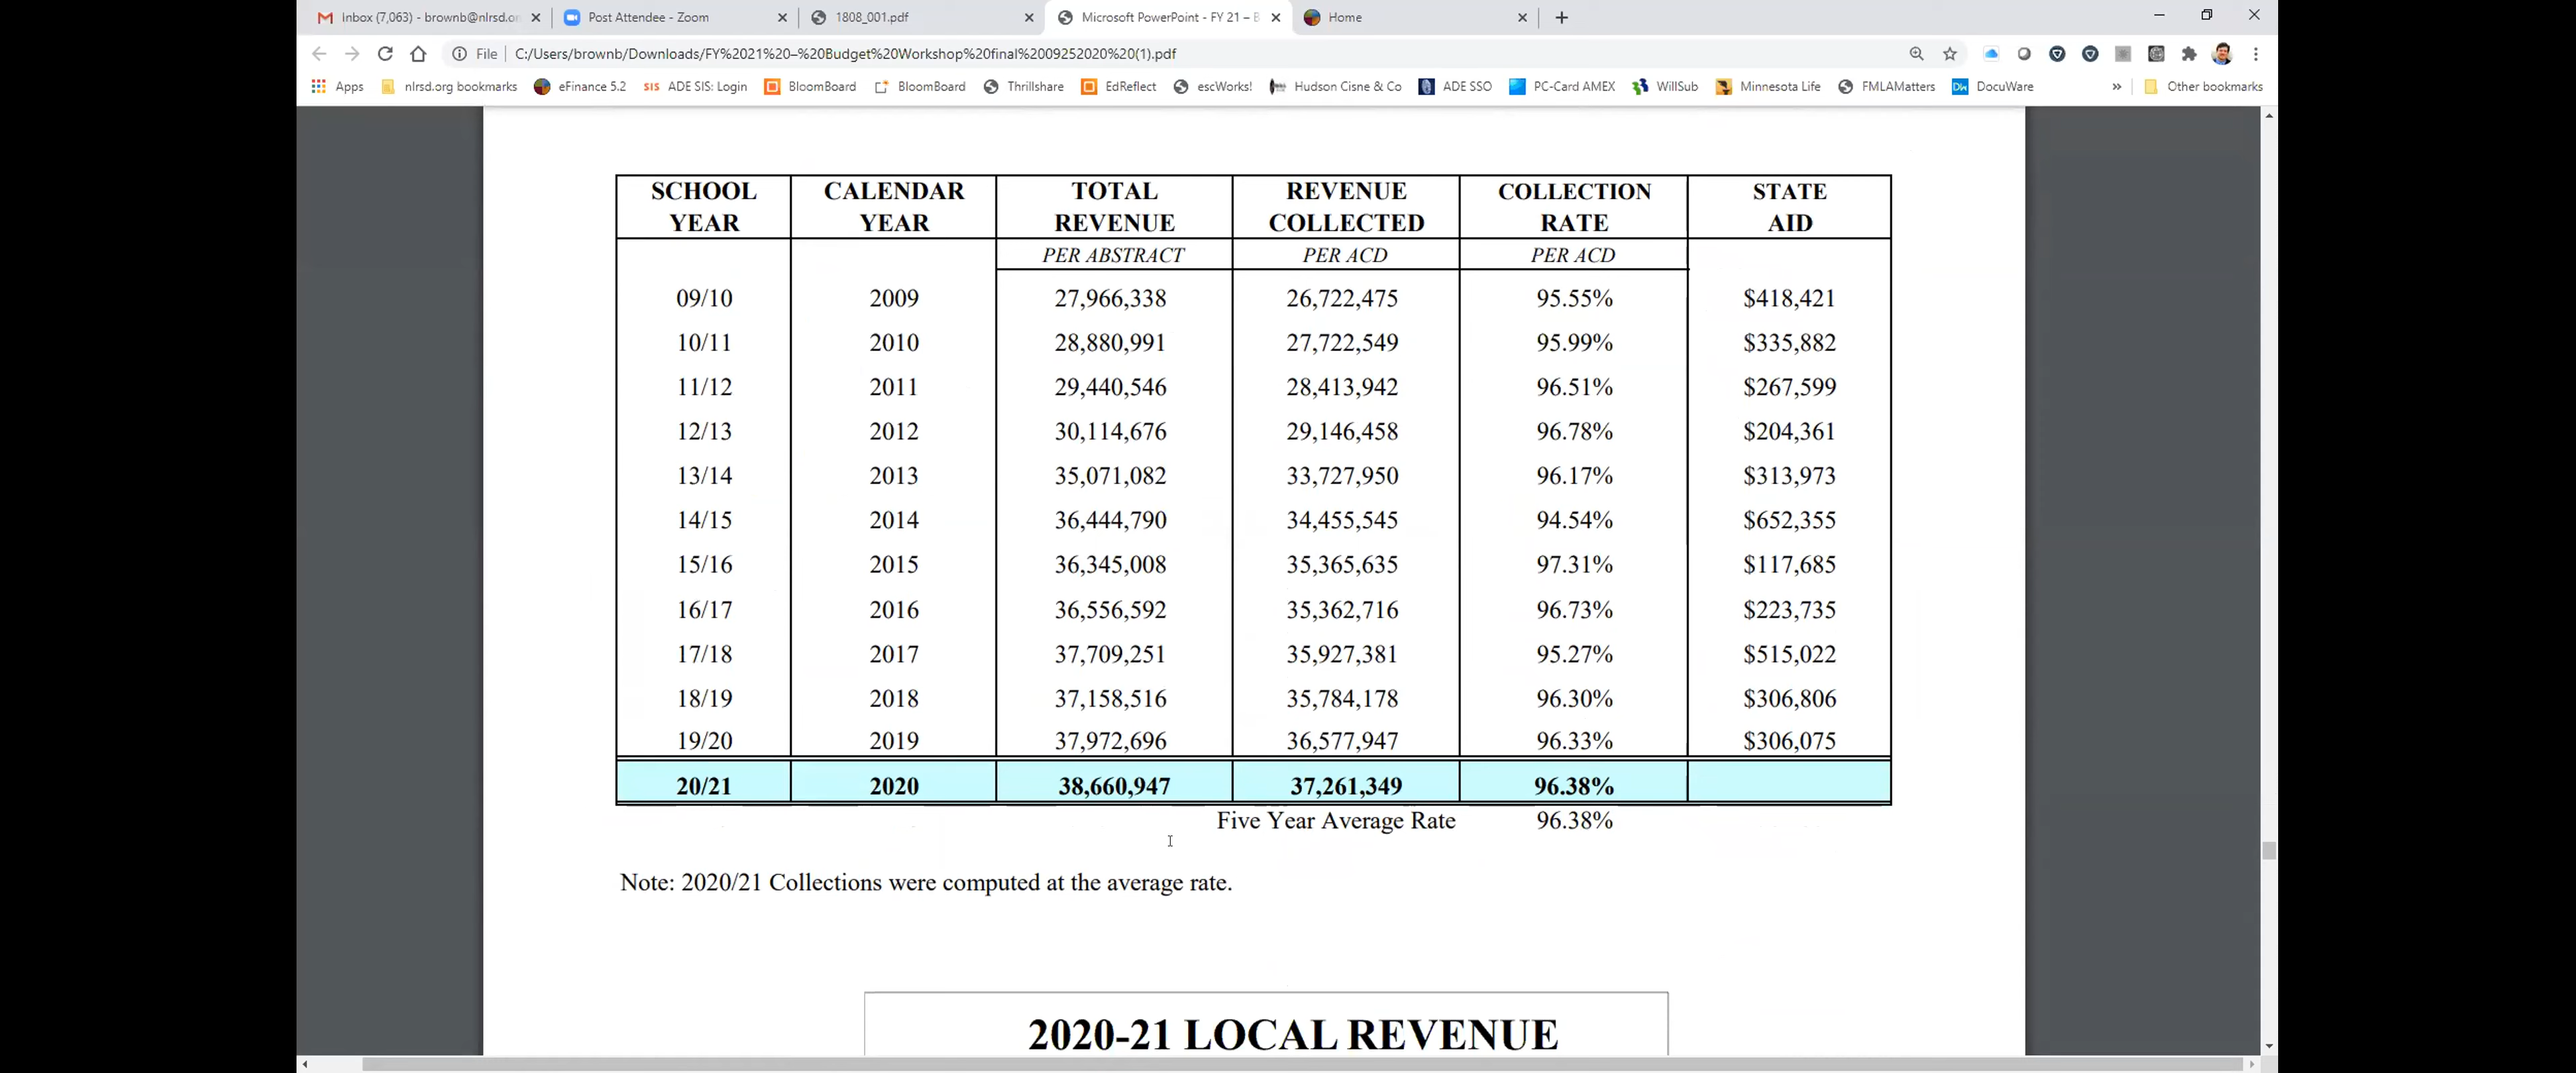 Inbox (7,063) - brownb@nlrsd.or
Post Attendee - Zoom
1808_001.pdf
Microsoft PowerPoint - FY 21 – B
Home
File C:/Users/brownb/Downloads/FY%2021%20–%20Budget%20Workshop%20final%2009252020%20(1).pdf
Apps nlrsd.org bookmarks eFinance 5.2 SIS ADE SIS: Login BloomBoard BloomBoard Thrillshare EdReflect escWorks! Hudson Cisne & Co ADE SSO PC-Card AMEX WillSub Minnesota Life FMLAMatters Dw DocuWare » Other bookmarks
SCHOOL YEAR CALENDAR YEAR TOTAL REVENUE REVENUE COLLECTED COLLECTION RATE STATE AID
PER ABSTRACT PER ACD PER ACD
09/10 2009 27,966,338 26,722,475 95.55% $418,421
10/11 2010 28,880,991 27,722,549 95.99% $335,882
11/12 2011 29,440,546 28,413,942 96.51% $267,599
12/13 2012 30,114,676 29,146,458 96.78% $204,361
13/14 2013 35,071,082 33,727,950 96.17% $313,973
14/15 2014 36,444,790 34,455,545 94.54% $652,355
15/16 2015 36,345,008 35,365,635 97.31% $117,685
16/17 2016 36,556,592 35,362,716 96.73% $223,735
17/18 2017 37,709,251 35,927,381 95.27% $515,022
18/19 2018 37,158,516 35,784,178 96.30% $306,806
19/20 2019 37,972,696 36,577,947 96.33% $306,075
20/21 2020 38,660,947 37,261,349 96.38%
Five Year Average Rate 96.38%
Note: 2020/21 Collections were computed at the average rate.
2020-21 LOCAL REVENUE